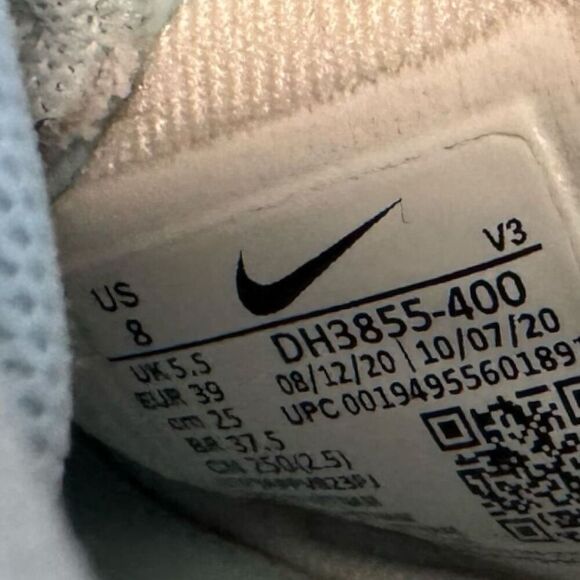 US
8
V3
UK 5.5
EUR 39
cm 25
BR 37.5
CN 250(2.5)
DH3855-400
08/12/20 | 10/07/20
UPC 00194955601891